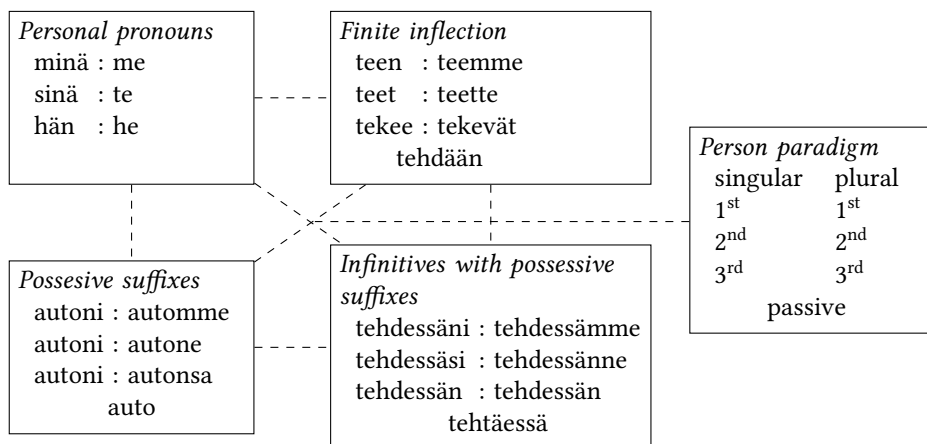 Personal pronouns
minä : me
sinä : te
hän : he
Finite inflection
teen : teemme
teet : teette
tekee : tekevät
tehdään
Person paradigm
singular plural
1st 1st
2nd 2nd
3rd 3rd
passive
Possesive suffixes
autoni : automme
autoni : autone
autoni : autonsa
auto
Infinitives with possessive
suffixes
tehdessäni : tehdessämme
tehdessäsi : tehdessänne
tehdessän : tehdessän
tehtäessä